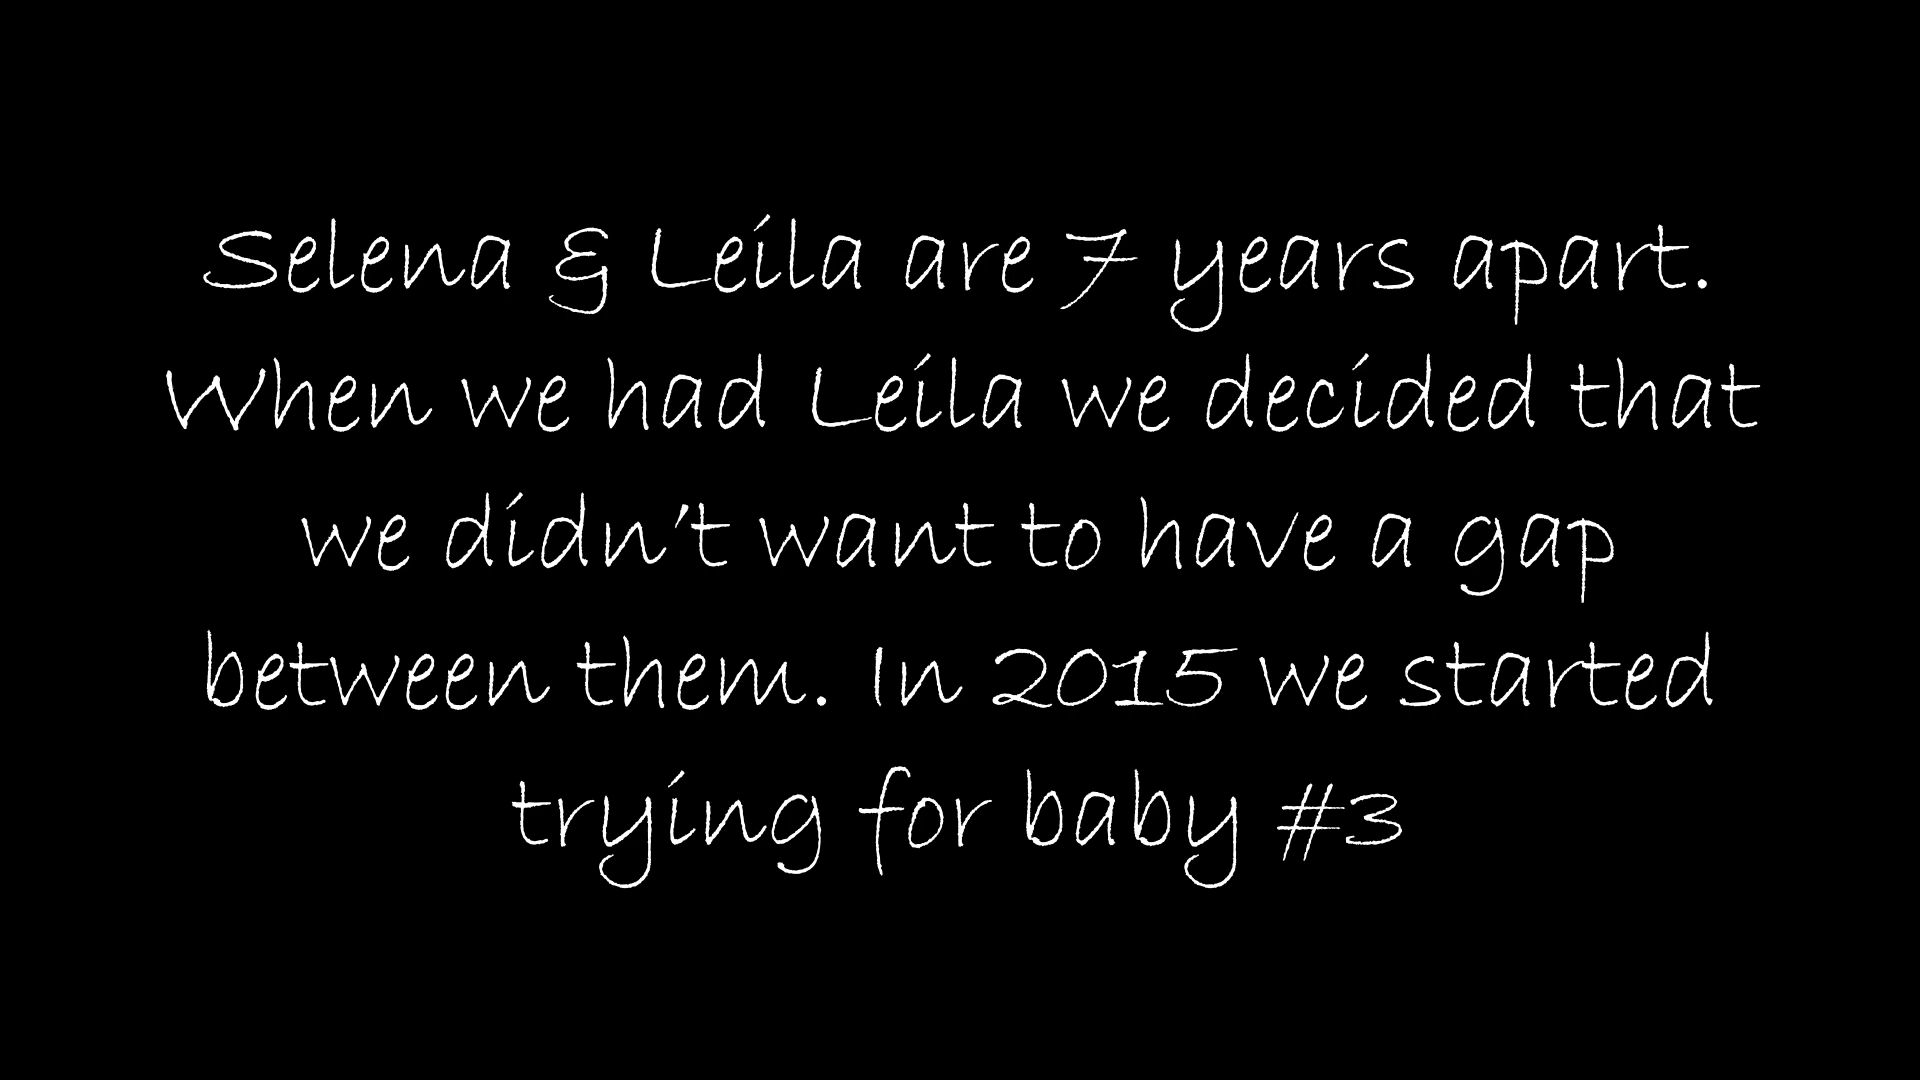 Selena & Leila are 7 years apart.
When we had Leila we decided that
we didn't want to have a gap
between them. In 2015 we started
trying for baby #3